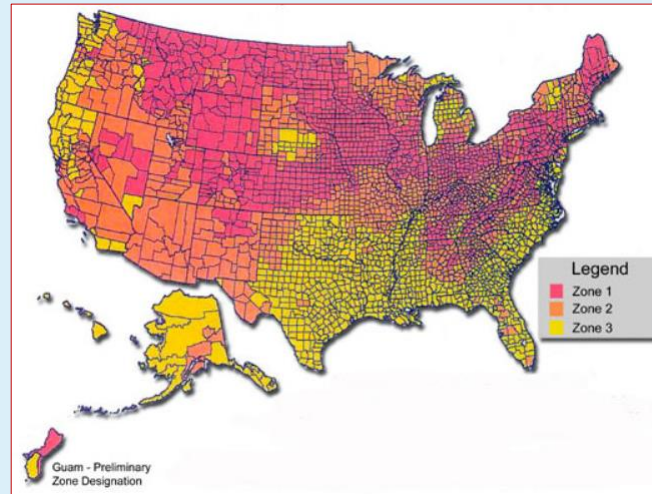 Legend
Zone 1
Zone 2
Zone 3
Guam - Preliminary
Zone Designation